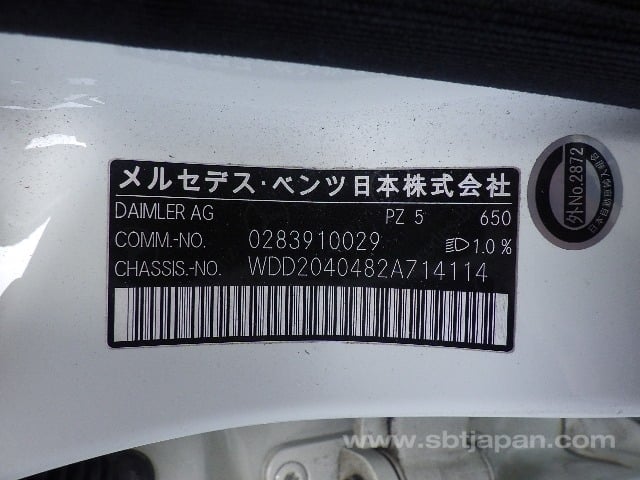 メルセデス・ベンツ日本株式会社
DAIMLER AG PZ 5 650
COMM.-NO. 0283910029 1.0 %
CHASSIS.-NO. WDD2040482A714114
外No.2872
www.sbtjapan.com